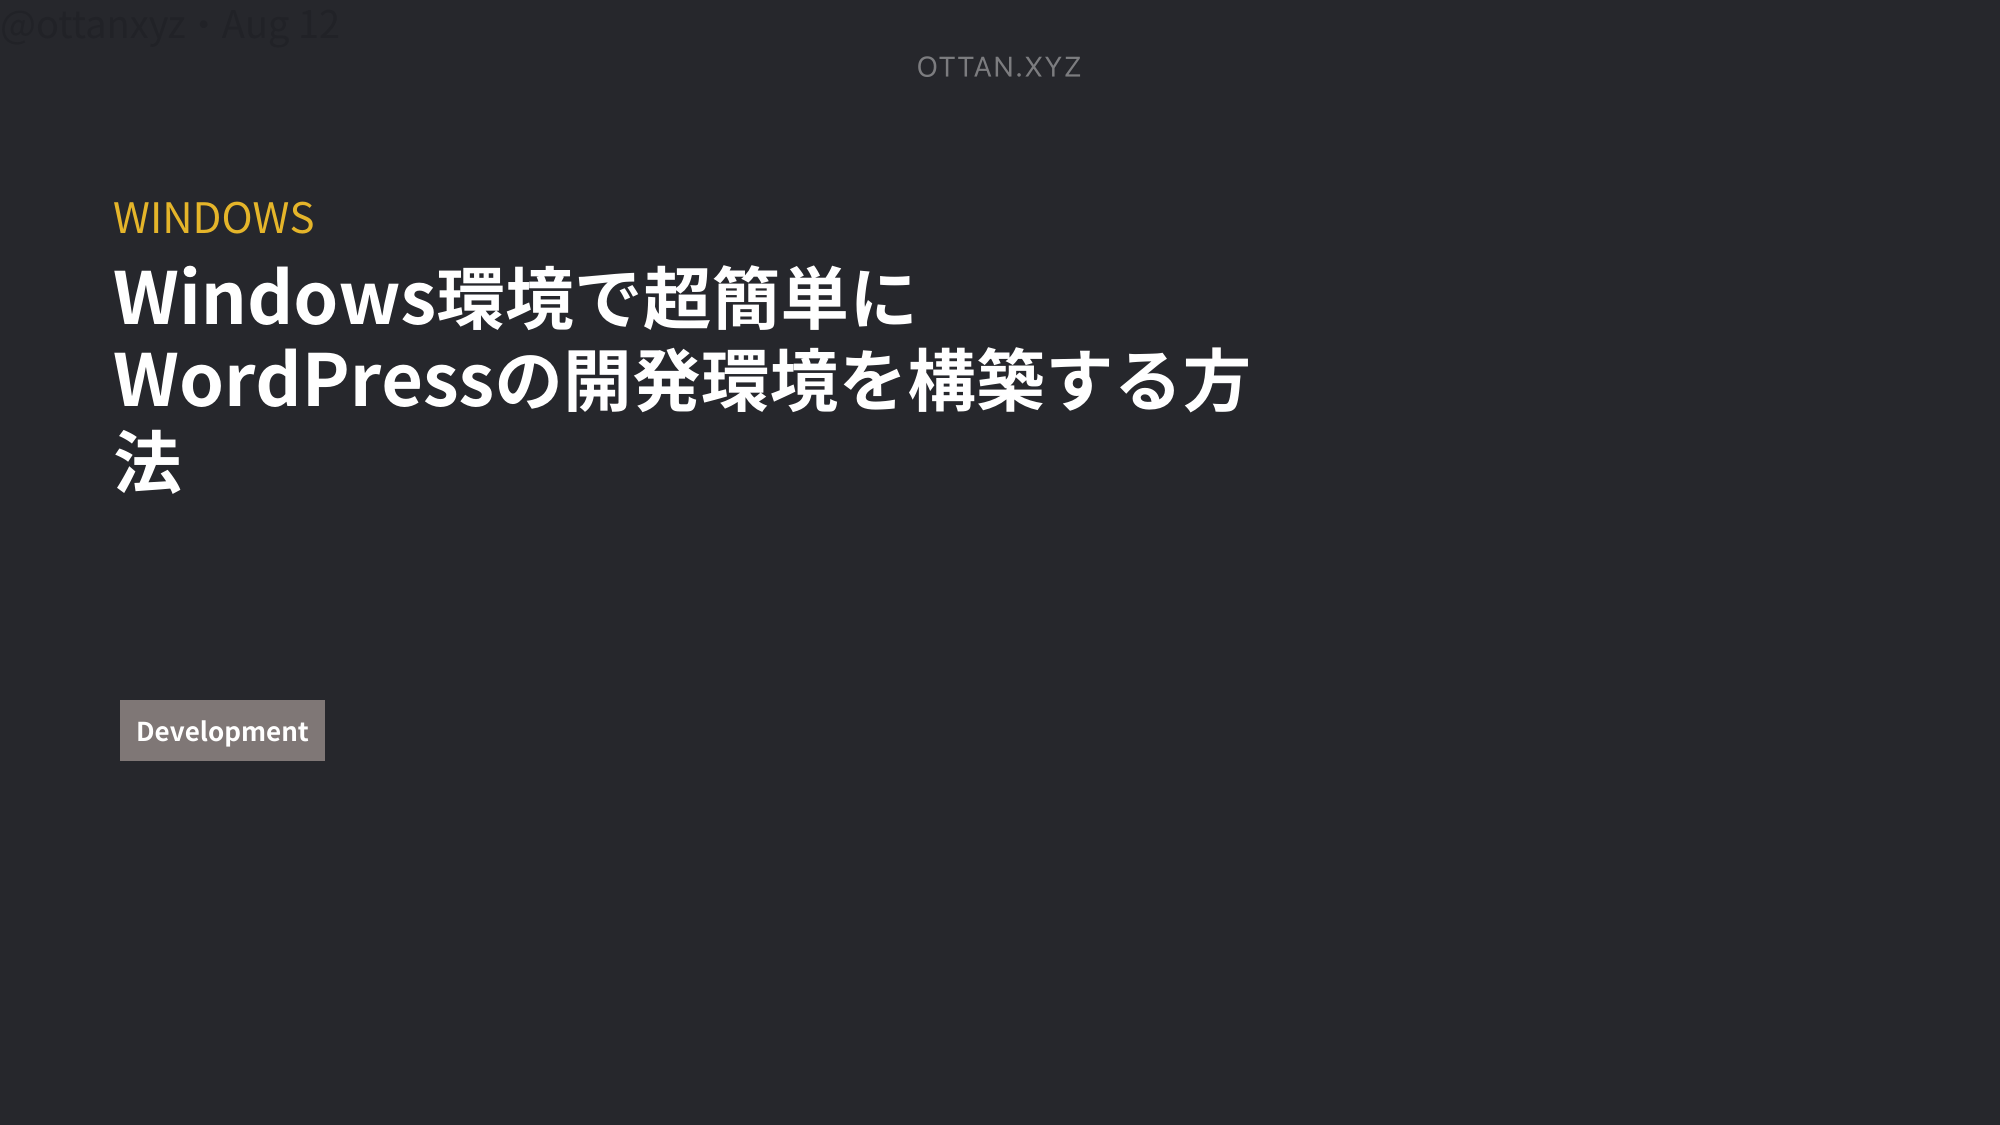 @ottanxyz・Aug 12
OTTAN.XYZ
WINDOWS
Windows環境で超簡単に
WordPressの開発環境を構築する方
法
Development